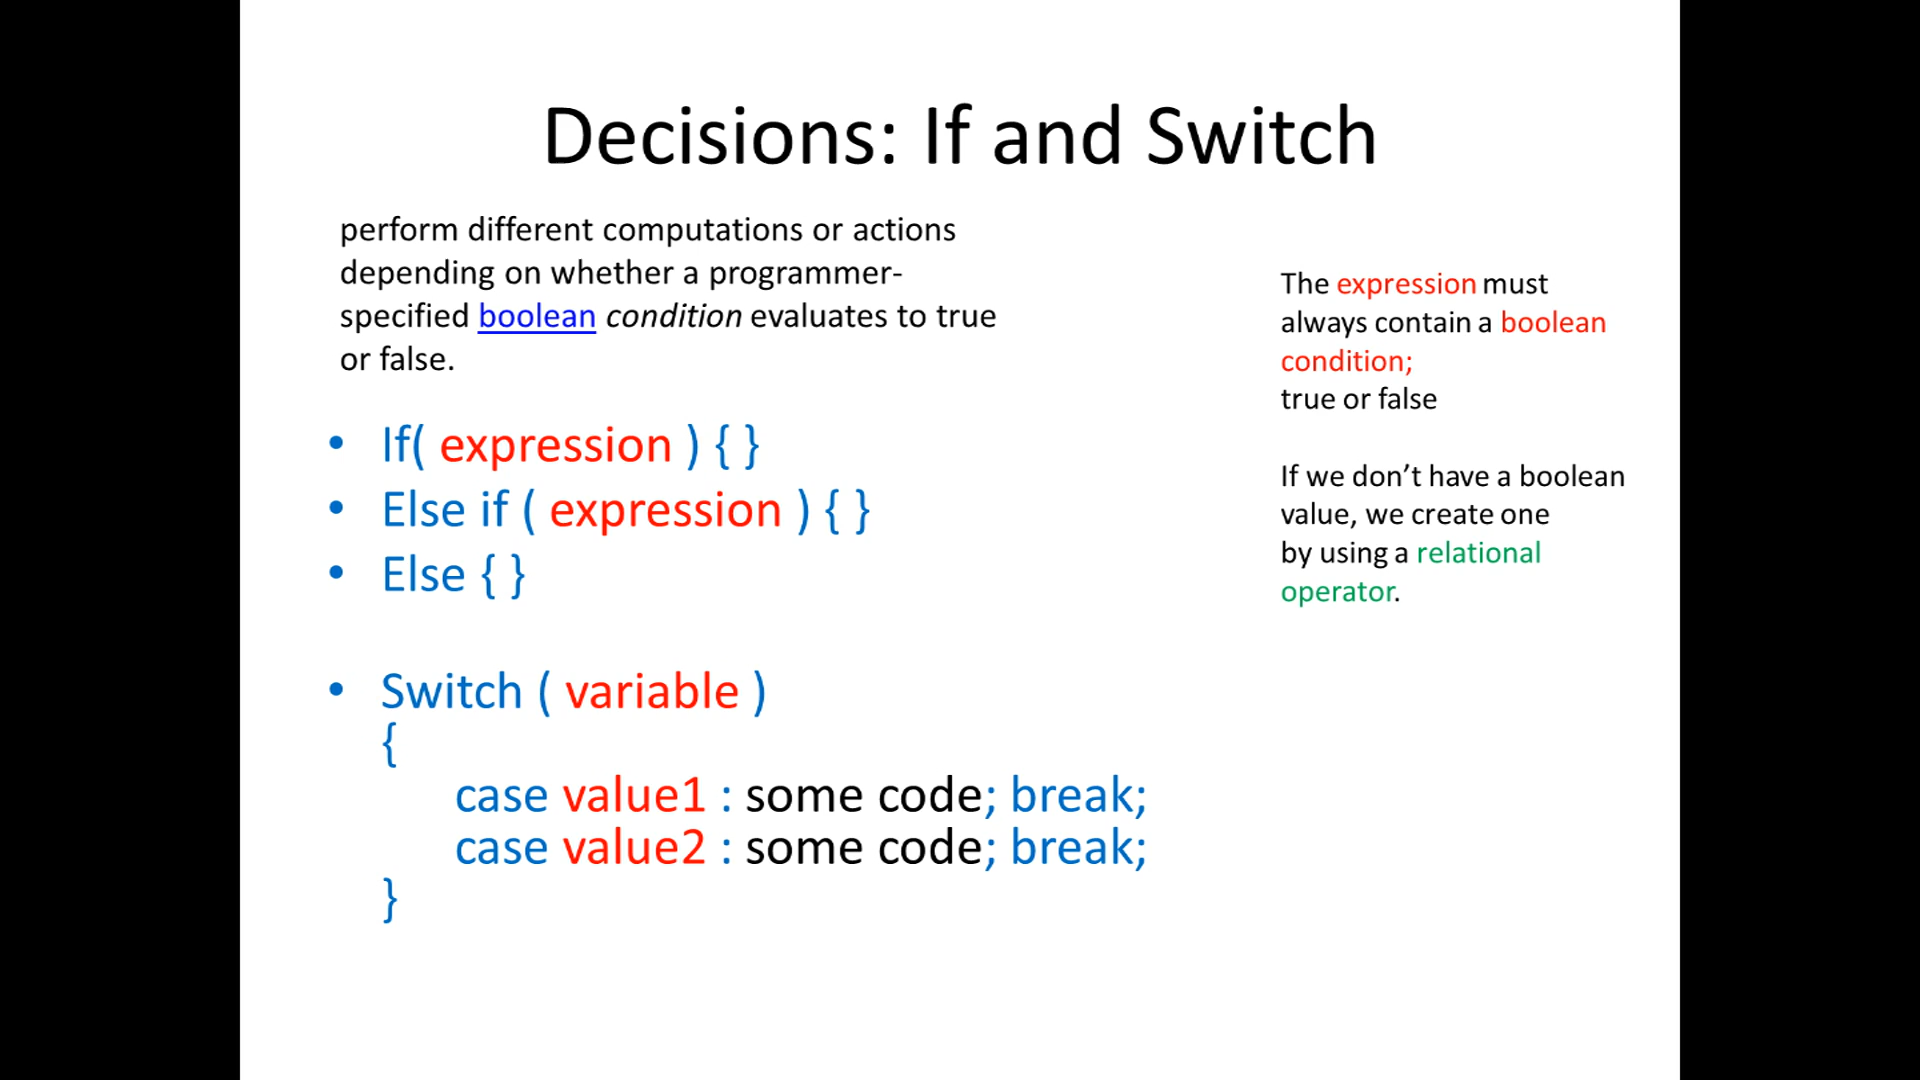 Decisions: If and Switch
perform different computations or actions
depending on whether a programmer-
specified boolean condition evaluates to true
or false.
• If( expression ) { }
• Else if ( expression ) { }
• Else { }
• Switch ( variable )
{
case value1 : some code; break;
case value2 : some code; break;
}
The expression must
always contain a boolean
condition;
true or false
If we don’t have a boolean
value, we create one
by using a relational
operator.